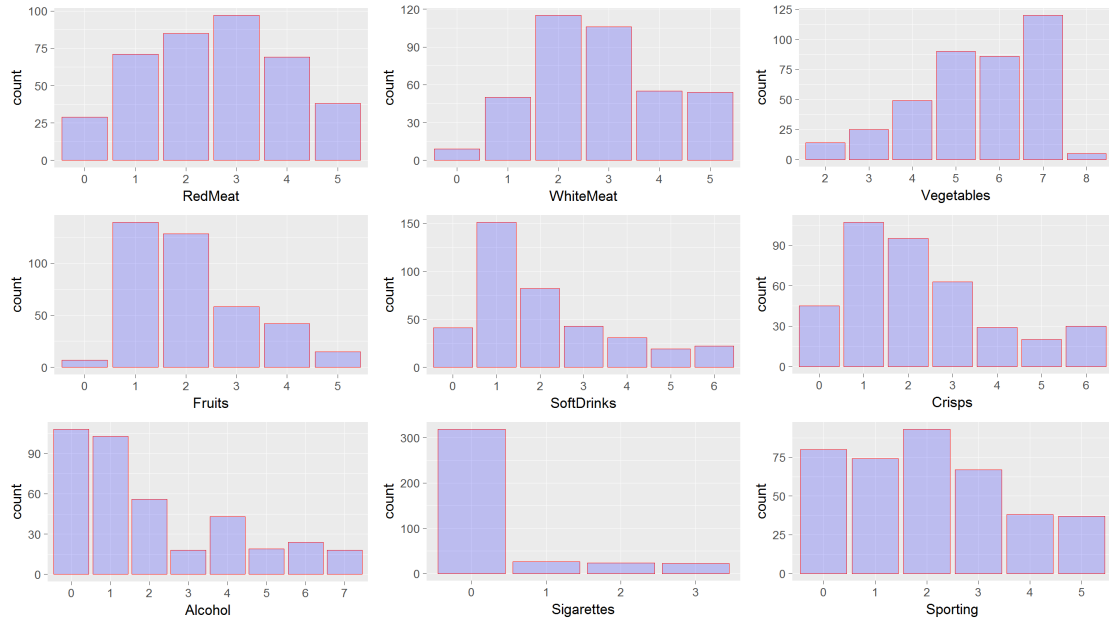 100
75
50
25
0
count
0 1 2 3 4 5
RedMeat
120
90
60
30
0
count
0 1 2 3 4 5
WhiteMeat
125
100
75
50
25
0
count
2 3 4 5 6 7 8
Vegetables
100
50
0
count
0 1 2 3 4 5
Fruits
150
100
50
0
count
0 1 2 3 4 5 6
SoftDrinks
90
60
30
0
count
0 1 2 3 4 5 6
Crisps
90
60
30
0
count
0 1 2 3 4 5 6 7
Alcohol
300
200
100
0
count
0 1 2 3
Sigarettes
75
50
25
0
count
0 1 2 3 4 5
Sporting